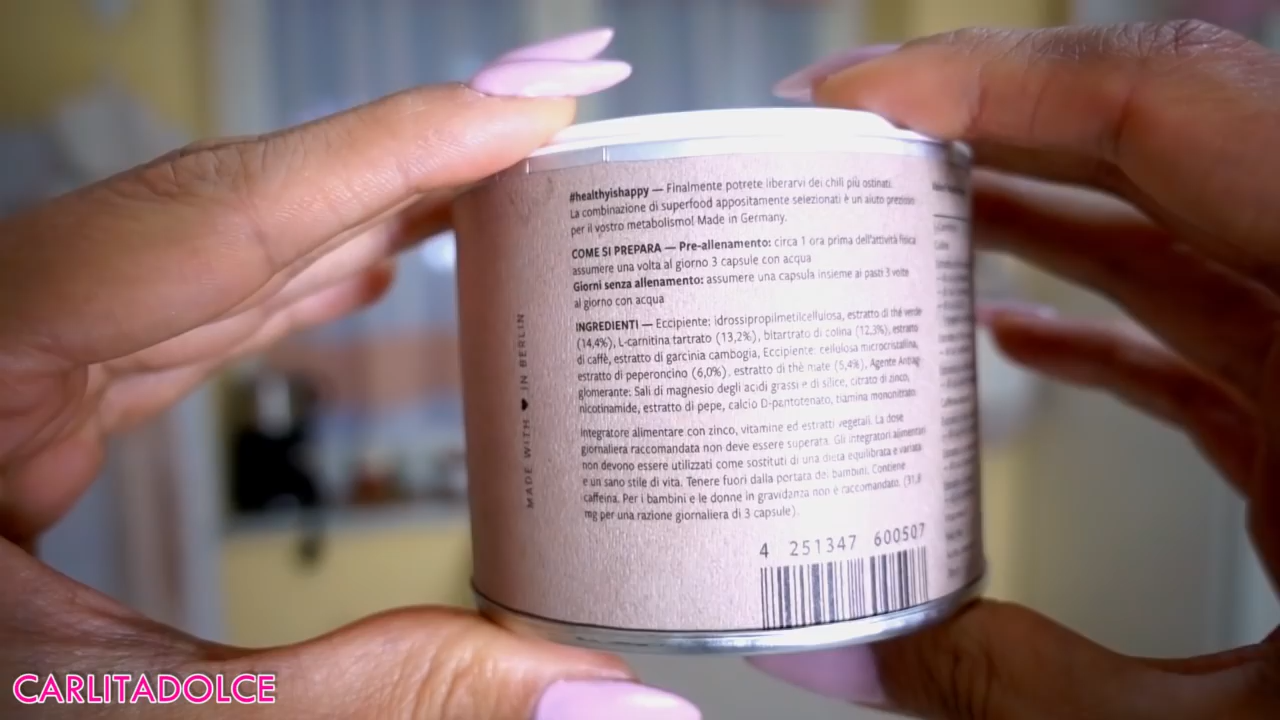 #healthyishappy — Finalmente potrete liberarvi dei chili più ostinati.
La combinazione di superfood appositamente selezionati è un aiuto prezioso
per il vostro metabolismo! Made in Germany.
COME SI PREPARA — Pre-allenamento: circa 1 ora prima dell'attività fisica
assumere una volta al giorno 3 capsule con acqua
Giorni senza allenamento: assumere una capsula insieme ai pasti 3 volte
al giorno con acqua
INGREDIENTI — Eccipiente: idrossipropilmetilcellulosa, estratto di thé verde
(14,4%), L-carnitina tartrato (13,2%), bitartrato di colina (12,3%), estratto
di caffè, estratto di garcinia cambogia, Eccipiente: cellulosa microcristallina,
estratto di peperoncino (6,0%), estratto di thè mate (5,4%), Agente Antiag-
glomerante: Sali di magnesio degli acidi grassi e di silice, citrato di zinco,
nicotinamide, estratto di pepe, calcio D-pantotenato, tiamina mononitrato
Integratore alimentare con zinco, vitamine ed estratti vegetali. La dose
giornaliera raccomandata non deve essere superata. Gli integratori alimentari
non devono essere utilizzati come sostituti di una dieta equilibrata e variata
e un sano stile di vita. Tenere fuori dalla portata dei bambini. Contiene
caffeina. Per i bambini e le donne in gravidanza non è raccomandato. (31,8
mg per una razione giornaliera di 3 capsule).
MADE WITH ♥ IN BERLIN
4 251347 600507
CARLITADOLCE